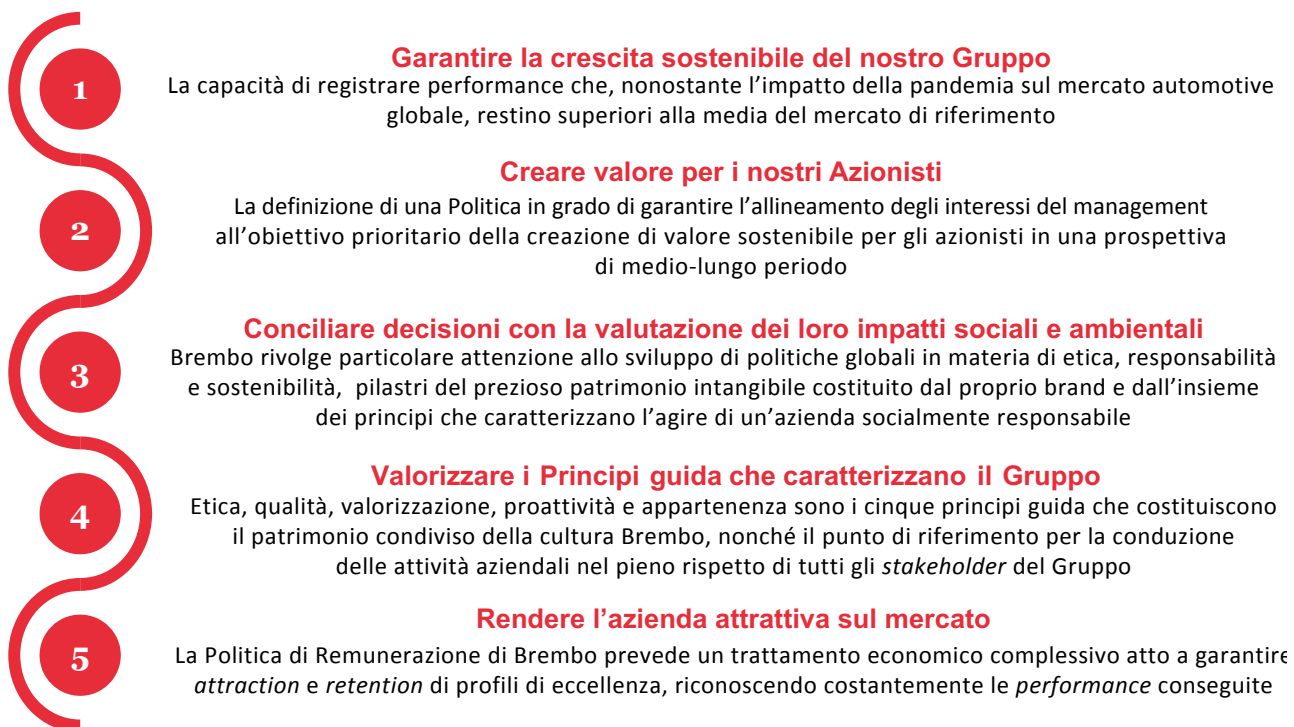 1
Garantire la crescita sostenibile del nostro Gruppo
La capacità di registrare performance che, nonostante l'impatto della pandemia sul mercato automotive
globale, restino superiori alla media del mercato di riferimento
2
Creare valore per i nostri Azionisti
La definizione di una Politica in grado di garantire l'allineamento degli interessi del management
all'obiettivo prioritario della creazione di valore sostenibile per gli azionisti in una prospettiva
di medio-lungo periodo
3
Conciliare decisioni con la valutazione dei loro impatti sociali e ambientali
Brembo rivolge particolare attenzione allo sviluppo di politiche globali in materia di etica, responsabilità
e sostenibilità, pilastri del prezioso patrimonio intangibile costituito dal proprio brand e dall'insieme
dei principi che caratterizzano l'agire di un'azienda socialmente responsabile
4
Valorizzare i Principi guida che caratterizzano il Gruppo
Etica, qualità, valorizzazione, proattività e appartenenza sono i cinque principi guida che costituiscono
il patrimonio condiviso della cultura Brembo, nonché il punto di riferimento per la conduzione
delle attività aziendali nel pieno rispetto di tutti gli stakeholder del Gruppo
5
Rendere l'azienda attrattiva sul mercato
La Politica di Remunerazione di Brembo prevede un trattamento economico complessivo atto a garantire
attraction e retention di profili di eccellenza, riconoscendo costantemente le performance conseguite